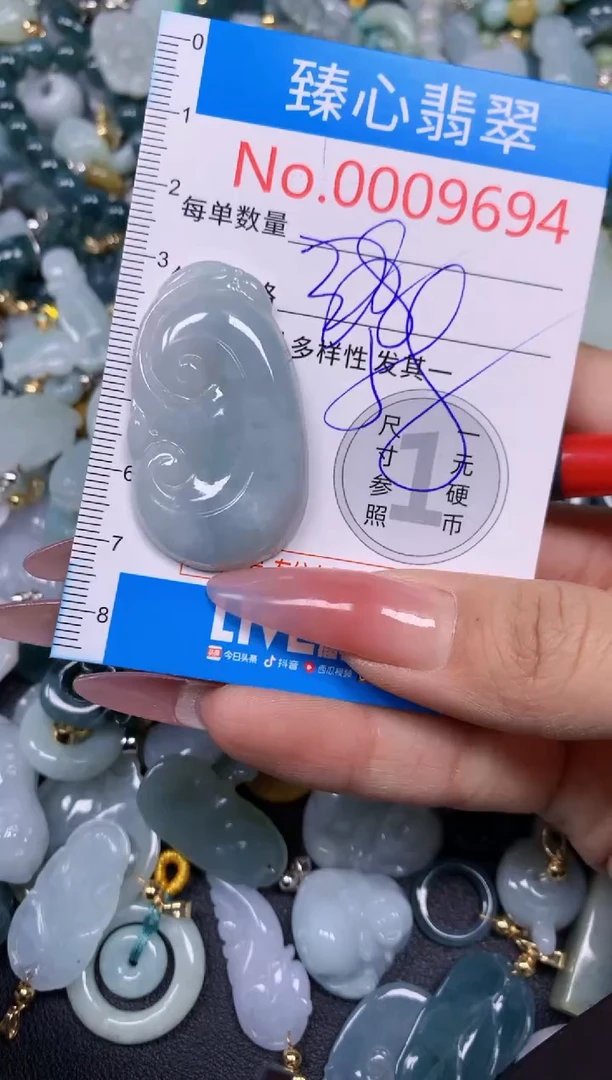 0
臻心翡翠
1
No.0009694
2
每单数量
3
格
多样性 发其一
尺寸参照
1
一元硬币
6
7
8
LIVE
今日头条 抖音 西瓜视频